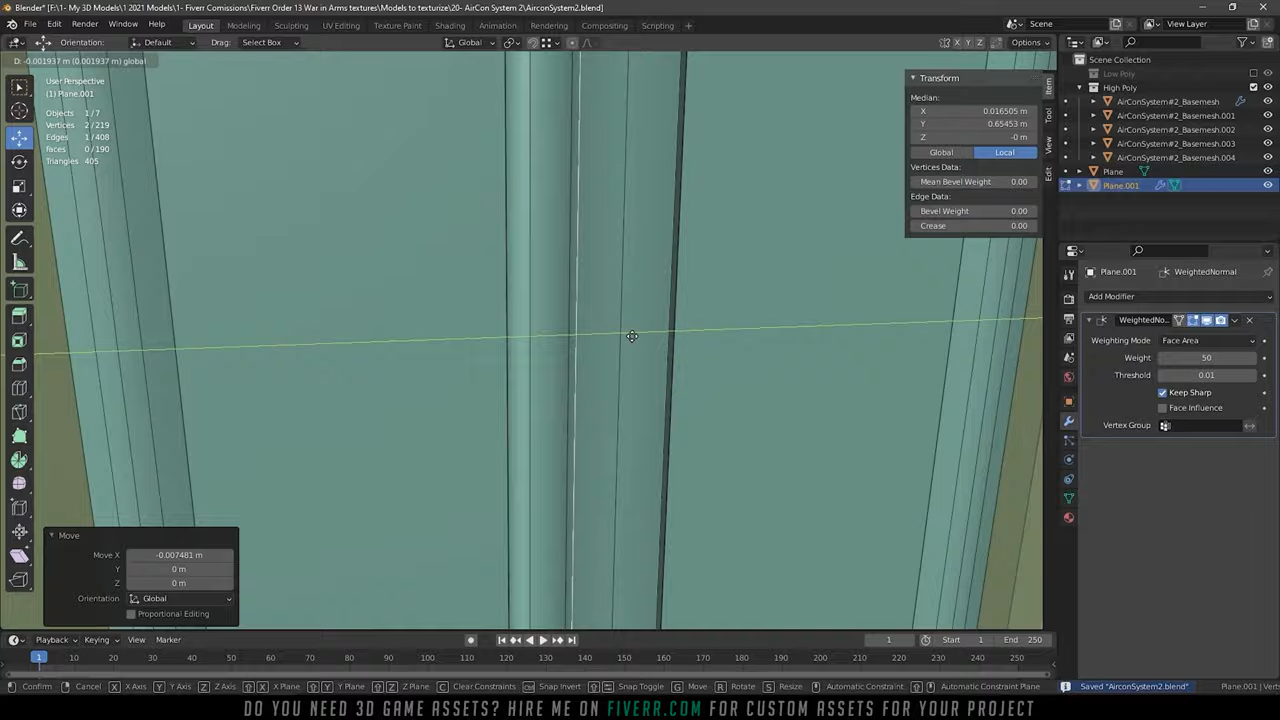 Blender* [F:\1- My 3D Models\1 2021 Models\Fiverr Comissions\Fiverr Order 13 War in Arms textures\Models to texturize\20- AirCon System 2\AirconSystem2.blend]
File Edit Render Window Help Layout Modeling Sculpting UV Editing Texture Paint Shading Animation Rendering Compositing Scripting + Scene View Layer
Orientation: Default Drag: Select Box Global X Y Z Options
D: -0.001937 m (0.001937 m) global
User Perspective
(1) Plane.001
Objects 1/7
Vertices 2/219
Edges 1/408
Faces 0/190
Triangles 405
Transform
Median:
X 0.016505 m
Y 0.65453 m
Z -0 m
Global Local
Vertices Data:
Mean Bevel Weight 0.00
Edge Data:
Bevel Weight 0.00
Crease 0.00
Item
Tool
View
Edit
Scene Collection
Low Poly
High Poly
AirConSystem#2_Basemesh
AirConSystem#2_Basemesh.001
AirConSystem#2_Basemesh.002
AirConSystem#2_Basemesh.003
AirConSystem#2_Basemesh.004
Plane
Plane.001
Plane.001 WeightedNormal
Add Modifier
WeightedNo...
Weighting Mode Face Area
Weight 50
Threshold 0.01
Keep Sharp
Face Influence
Vertex Group
Move
Move X -0.007481 m
Y 0 m
Z 0 m
Orientation Global
Proportional Editing
Playback Keying View Marker 1 Start 1 End 250
1 10 20 30 40 50 60 70 80 90 100 110 120 130 140 150 160 170 180 190 200 210 220 230 240 250
Confirm Cancel X X Axis Y Y Axis Z Z Axis X X Plane Y Y Plane Z Z Plane C Clear Constraints Snap Invert Snap Toggle G Move R Rotate S Resize Automatic Constraint Automatic Constraint Plane Saved "AirconSystem2.blend" Plane.001 | Vert
DO YOU NEED 3D GAME ASSETS? HIRE ME ON FIVERR.COM FOR CUSTOM ASSETS FOR YOUR PROJECT